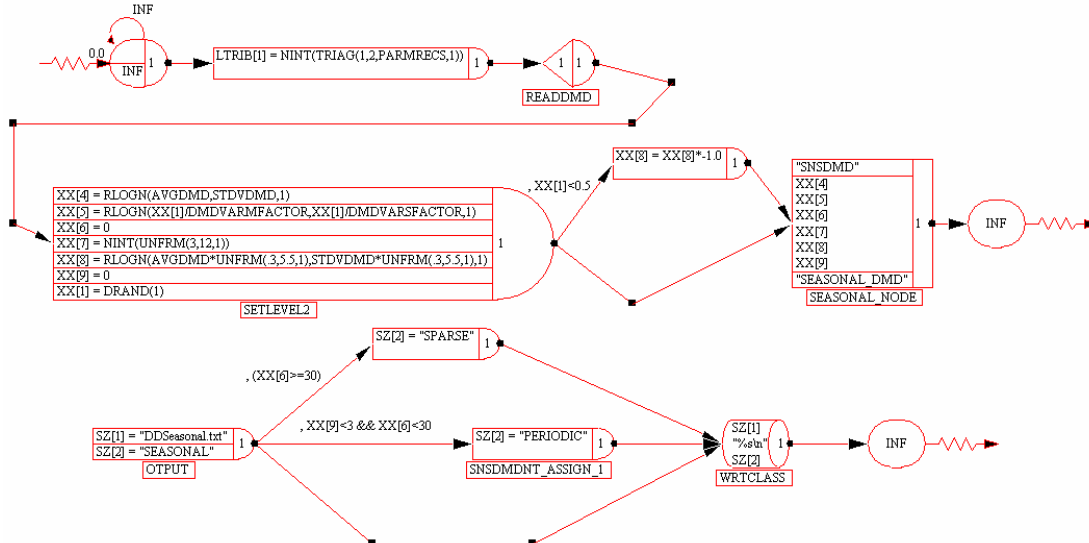 INF
0.0
INF
1
LTRIB[1] = NINT(TRIAG(1,2,PARMRECS,1))
1
1
1
READDMD
XX[4] = RLOGN(AVGDMD,STDVDMD,1)
XX[5] = RLOGN(XX[1]/DMDVARMFACTOR,XX[1]/DMDVARSFACTOR,1)
XX[6] = 0
XX[7] = NINT(UNFRM(3,12,1))
XX[8] = RLOGN(AVGDMD*UNFRM(.3,5.5,1),STDVDMD*UNFRM(.3,5.5,1),1)
XX[9] = 0
XX[1] = DRAND(1)
1
SETLEVEL2
, XX[1]<0.5
XX[8] = XX[8]*-1.0
1
"SNSDMD"
XX[4]
XX[5]
XX[6]
XX[7]
XX[8]
XX[9]
"SEASONAL_DMD"
1
SEASONAL_NODE
INF
SZ[2] = "SPARSE"
1
, (XX[6]>=30)
, XX[9]<3 && XX[6]<30
SZ[1] = "DDSeasonal.txt"
SZ[2] = "SEASONAL"
1
OTPUT
SZ[2] = "PERIODIC"
1
SNSDMDNT_ASSIGN_1
SZ[1]
"%s\n"
SZ[2]
1
WRTCLASS
INF